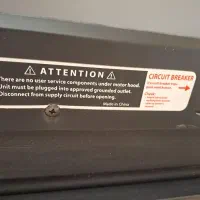 ⚠ ATTENTION ⚠
There are no user service components under motor hood.
Unit must be plugged into approved grounded outlet.
Disconnect from supply circuit before opening.
Made in China
CIRCUIT BREAKER